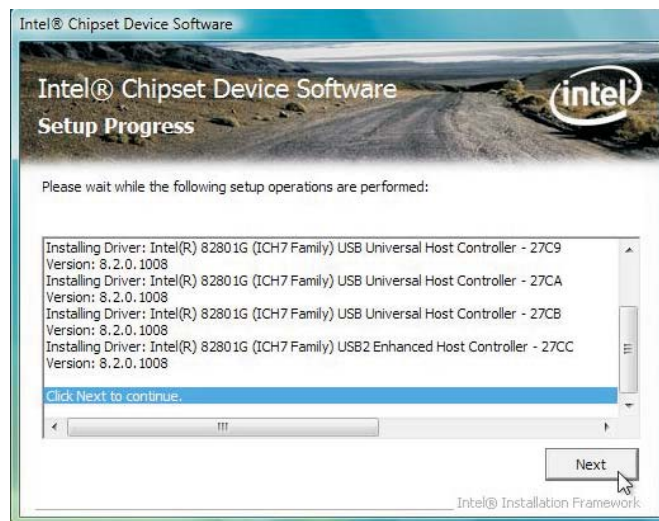 Intel® Chipset Device Software
Intel® Chipset Device Software
intel
Setup Progress
Please wait while the following setup operations are performed:
Installing Driver: Intel(R) 82801G (ICH7 Family) USB Universal Host Controller - 27C9
Version: 8.2.0.1008
Installing Driver: Intel(R) 82801G (ICH7 Family) USB Universal Host Controller - 27CA
Version: 8.2.0.1008
Installing Driver: Intel(R) 82801G (ICH7 Family) USB Universal Host Controller - 27CB
Version: 8.2.0.1008
Installing Driver: Intel(R) 82801G (ICH7 Family) USB2 Enhanced Host Controller - 27CC
Version: 8.2.0.1008
Click Next to continue.
Next
Intel® Installation Framework